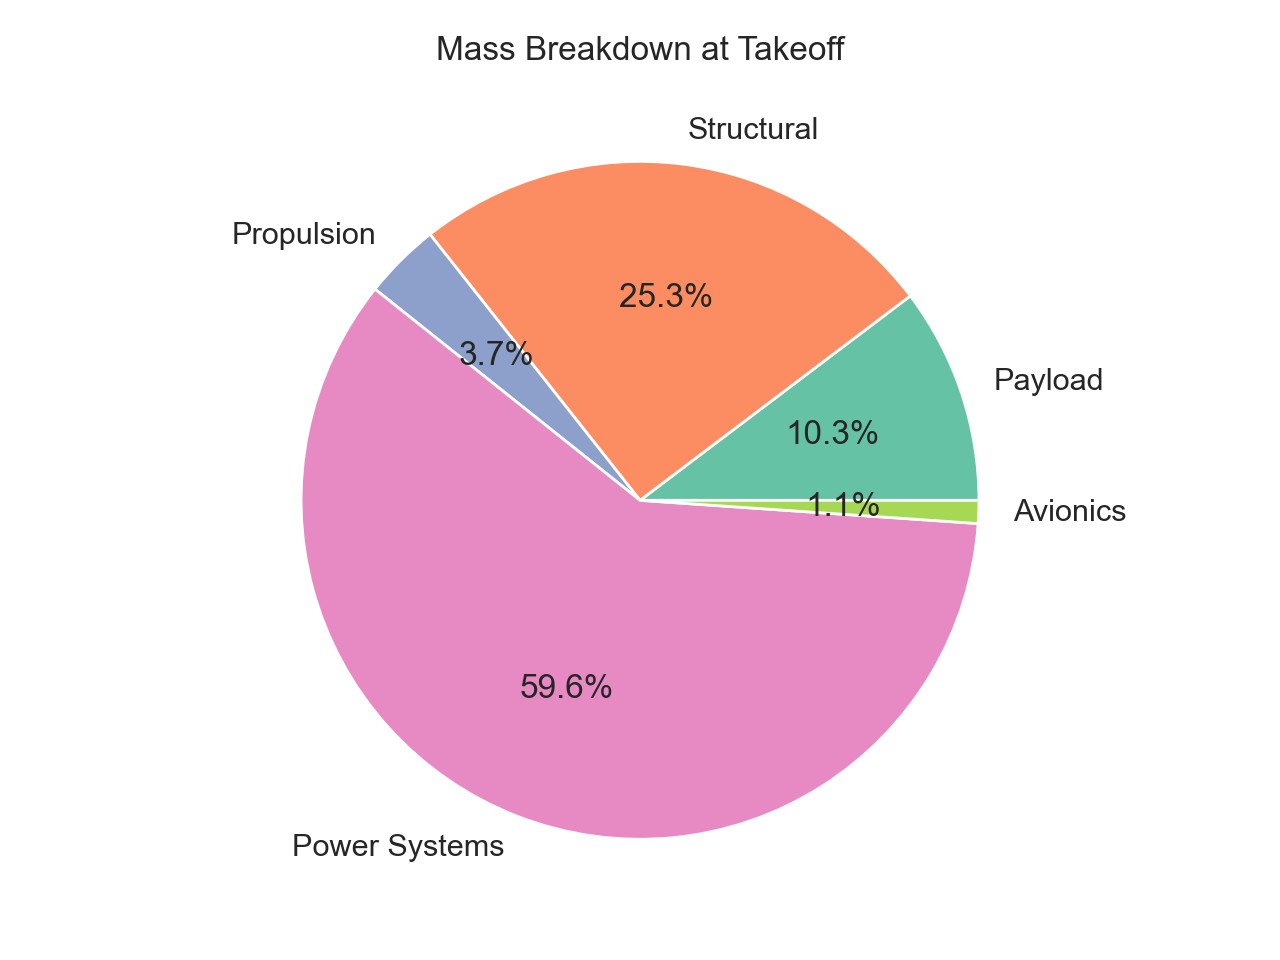 Mass Breakdown at Takeoff
Structural
Propulsion
25.3%
3.7%
Payload
10.3%
1.1%
Avionics
59.6%
Power Systems